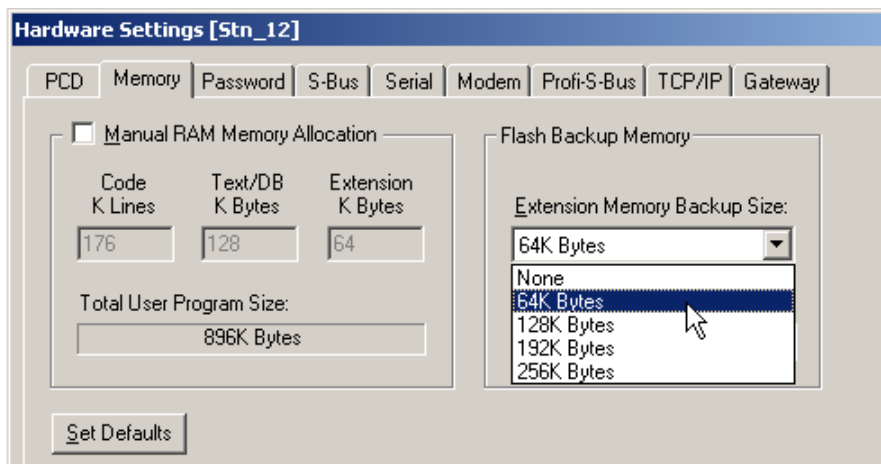 Hardware Settings [Stn_12]
PCD Memory Password S-Bus Serial Modem Profi-S-Bus TCP/IP Gateway
Manual RAM Memory Allocation
Code K Lines
Text/DB K Bytes
Extension K Bytes
176 128 64
Total User Program Size:
896K Bytes
Flash Backup Memory
Extension Memory Backup Size:
64K Bytes
None
64K Bytes
128K Bytes
192K Bytes
256K Bytes
Set Defaults